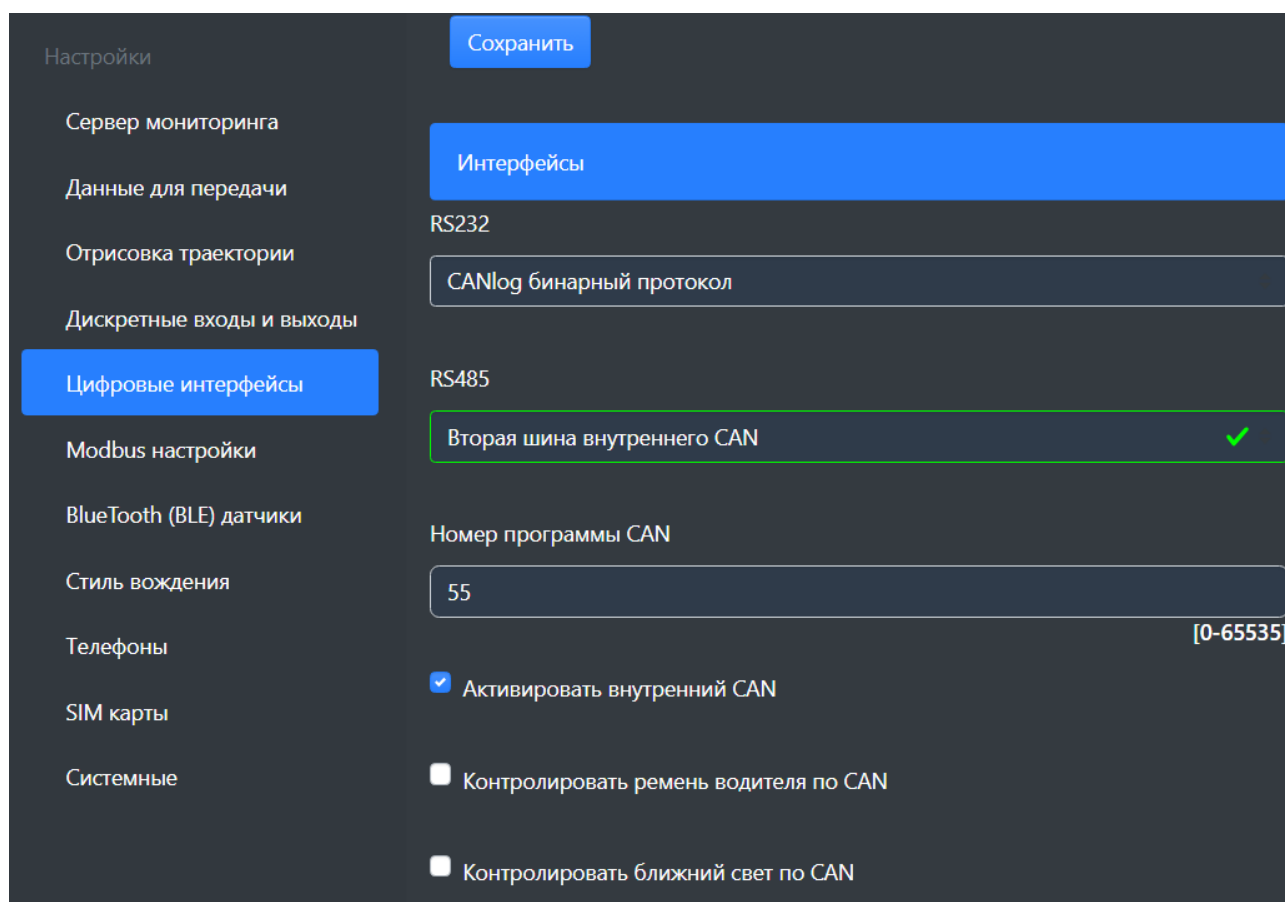 Настройки
Сервер мониторинга
Данные для передачи
Отрисовка траектории
Дискретные входы и выходы
Цифровые интерфейсы
Modbus настройки
BlueTooth (BLE) датчики
Стиль вождения
Телефоны
SIM карты
Системные
Сохранить
Интерфейсы
RS232
CANlog бинарный протокол
RS485
Вторая шина внутреннего CAN
Номер программы CAN
55
[0-65535]
Активировать внутренний CAN
Контролировать ремень водителя по CAN
Контролировать ближний свет по CAN